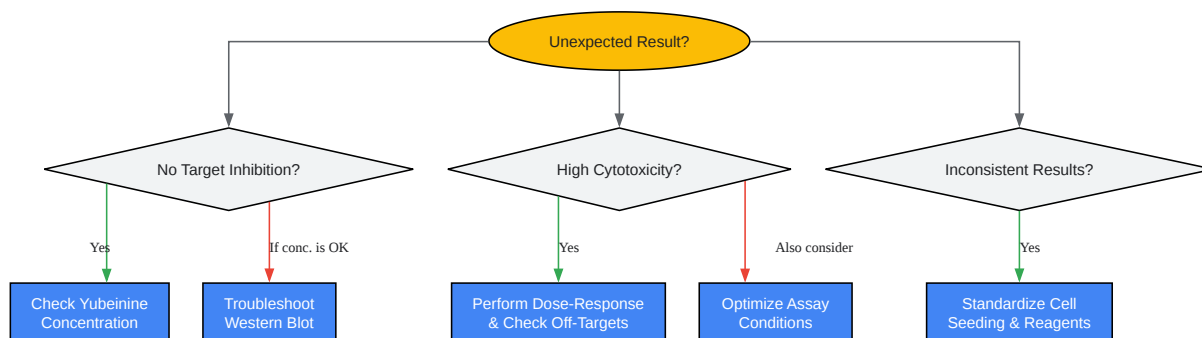 Unexpected Result?
No Target Inhibition?
High Cytotoxicity?
Inconsistent Results?
Yes
If conc. is OK
Yes
Also consider
Yes
Check Yubeinine
Concentration
Troubleshoot
Western Blot
Perform Dose-Response
& Check Off-Targets
Optimize Assay
Conditions
Standardize Cell
Seeding & Reagents